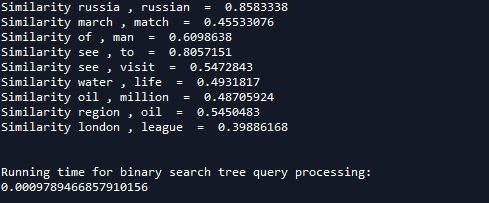 Similarity russia , russian  =  0.8583338
Similarity march , match  =  0.45533076
Similarity of , man  =  0.6098638
Similarity see , to  =  0.8057151
Similarity see , visit  =  0.5472843
Similarity water , life  =  0.4931817
Similarity oil , million  =  0.48705924
Similarity region , oil  =  0.5450483
Similarity london , league  =  0.39886168
Running time for binary search tree query processing:
0.0009789466857910156